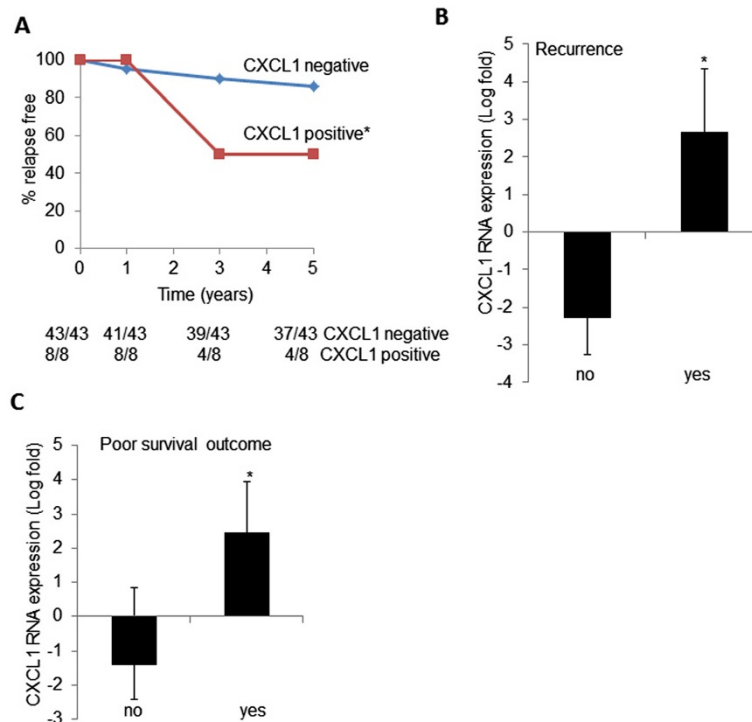 A
% relapse free
100
80
60
40
20
0
CXCL1 negative
CXCL1 positive*
0 1 2 3 4 5
Time (years)
43/43 41/43 39/43 37/43 CXCL1 negative
8/8 8/8 4/8 4/8 CXCL1 positive
B
CXCL1 RNA expression (Log fold)
5
4
3
2
1
0
-1
-2
-3
-4
Recurrence
*
no yes
C
CXCL1 RNA expression (Log fold)
5
4
3
2
1
0
-1
-2
-3
Poor survival outcome
*
no yes